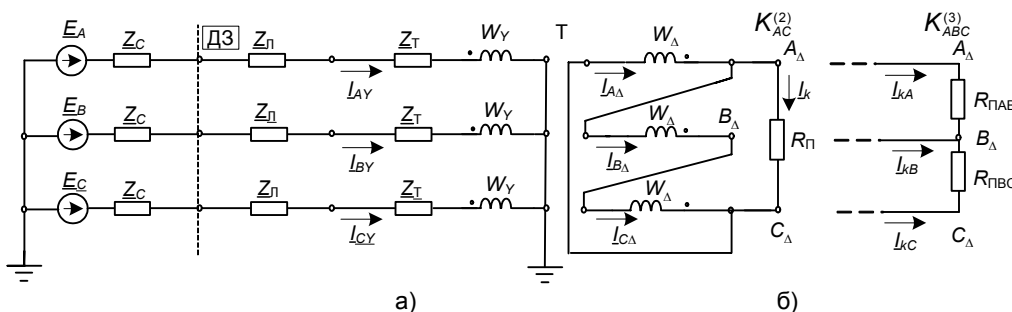 E_A Z_C ДЗ Z_Л Z_Т W_Y Т W_Δ K_AC^(2) K_ABC^(3)
I_AY I_AΔ A_Δ A_Δ
I_k I_kA R_ПАВ
E_B Z_C Z_Л Z_Т W_Y W_Δ B_Δ R_П B_Δ
I_BY I_BΔ I_kB R_ПВС
E_C Z_C Z_Л Z_Т W_Y W_Δ
I_CY I_CΔ C_Δ I_kC C_Δ
а) б)